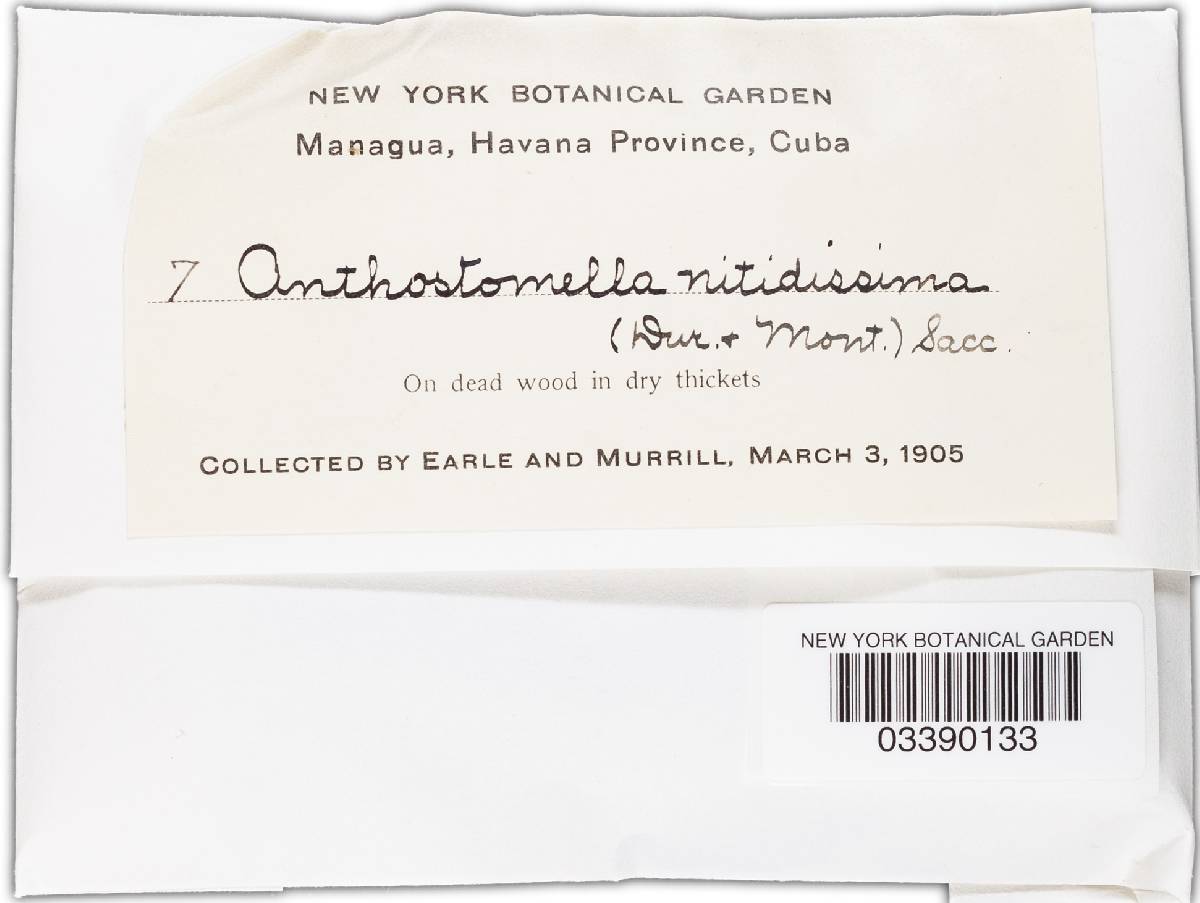 NEW YORK BOTANICAL GARDEN
Managua, Havana Province, Cuba
7 Anthostomella nitidissima
(Dur. + Mont.) Sacc.
On dead wood in dry thickets
COLLECTED BY EARLE AND MURRILL, MARCH 3, 1905
NEW YORK BOTANICAL GARDEN
03390133